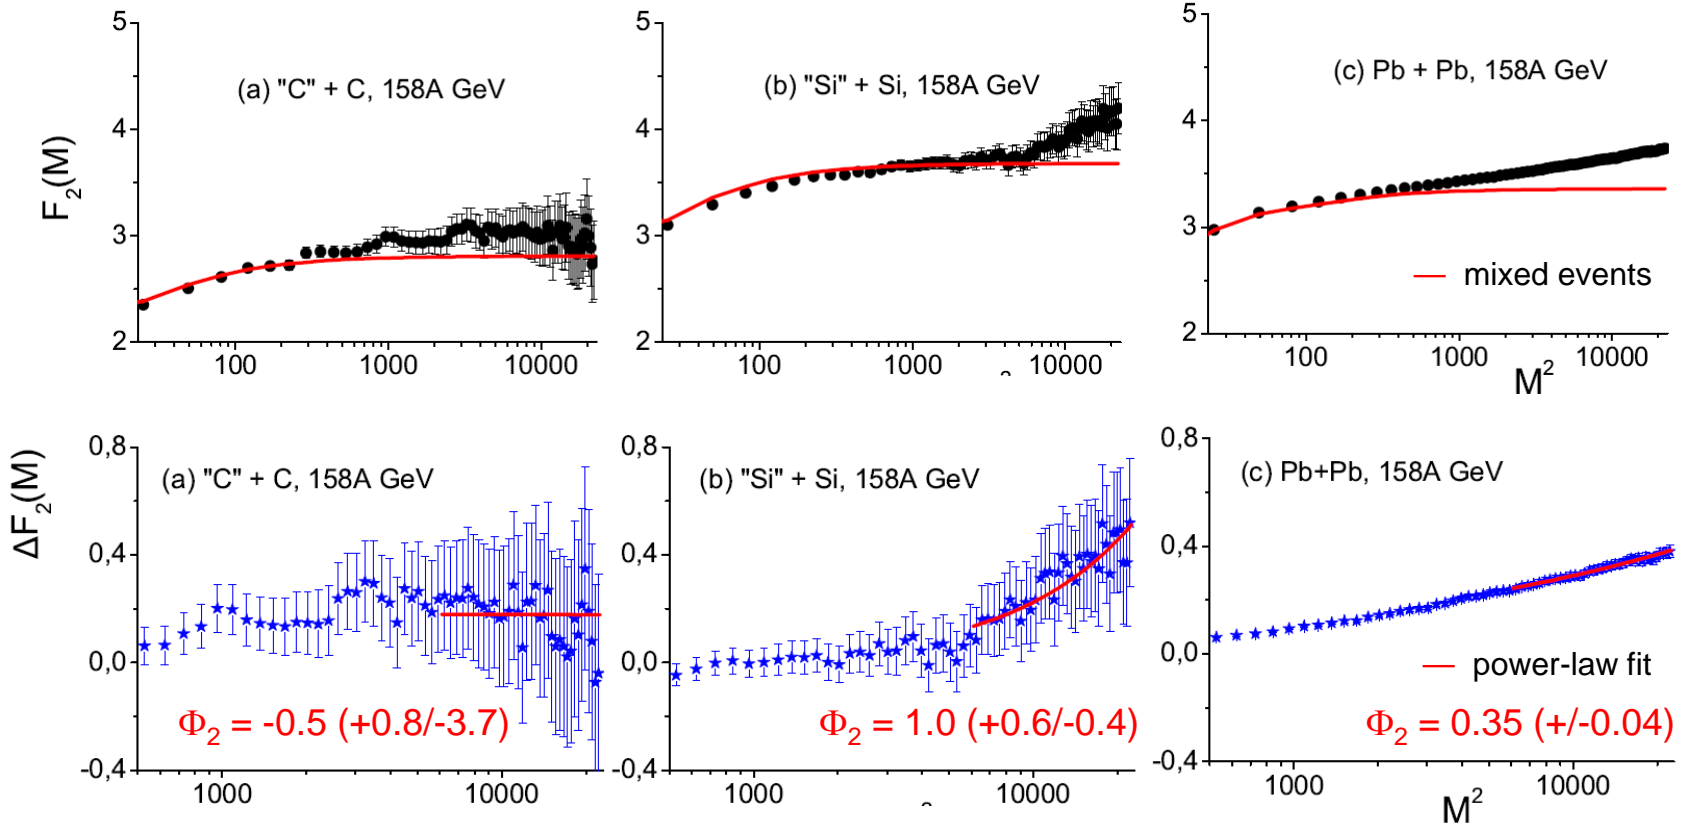 5
4
3
2
F2(M)
(a) "C" + C, 158A GeV
100
1000
10000
5
4
3
2
(b) "Si" + Si, 158A GeV
100
1000
10000
5
4
3
2
(c) Pb + Pb, 158A GeV
mixed events
100
1000
10000
M²
0,8
0,4
0,0
-0,4
ΔF2(M)
(a) "C" + C, 158A GeV
Φ2 = -0.5 (+0.8/-3.7)
1000
10000
0,8
0,4
0,0
-0,4
(b) "Si" + Si, 158A GeV
Φ2 = 1.0 (+0.6/-0.4)
1000
10000
0,8
0,4
0,0
-0,4
(c) Pb+Pb, 158A GeV
power-law fit
Φ2 = 0.35 (+/-0.04)
1000
10000
M²